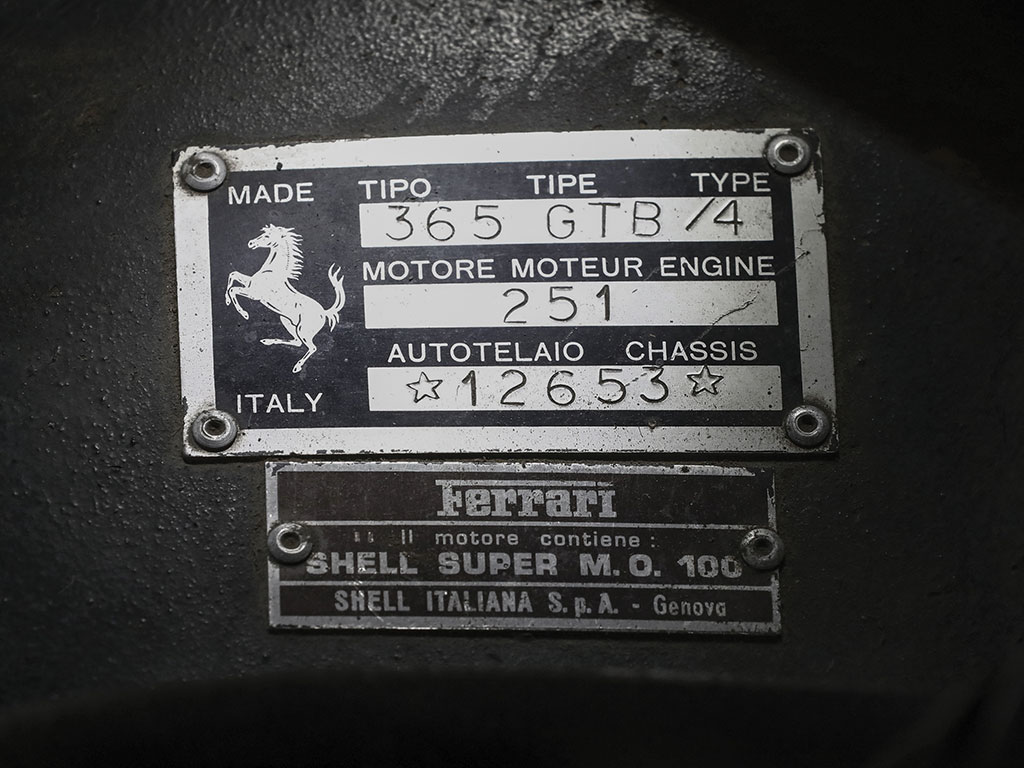 MADE TIPO TIPE TYPE
365 GTB /4
MOTORE MOTEUR ENGINE
251
AUTOTELAIO CHASSIS
☆12653☆
ITALY
Ferrari
Il motore contiene :
SHELL SUPER M.O. 100
SHELL ITALIANA S.p.A. - Genova